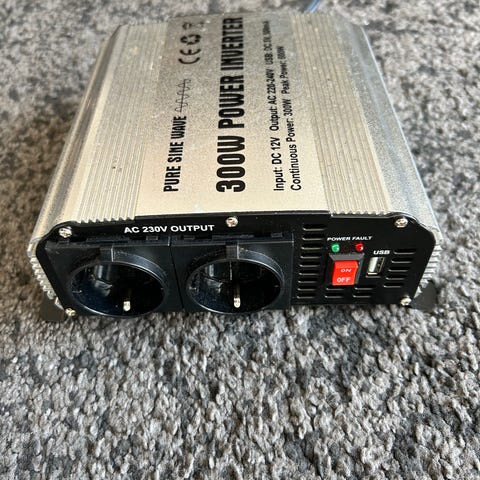 PURE SINE WAVE
300W POWER INVERTER
Input: DC 12V Output: AC 220-240V USB: DC 5V, 500mA
Continuous Power: 300W Peak Power: 600W
AC 230V OUTPUT
POWER FAULT
USB
ON
OFF